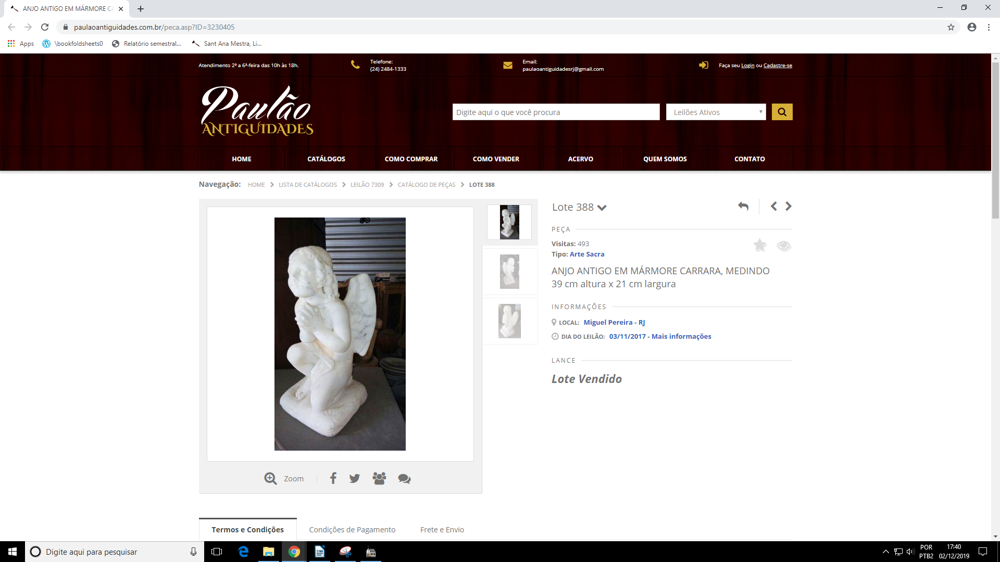 ANJO ANTIGO EM MÁRMORE CA
paulaoantiguidades.com.br/peca.asp?ID=3230405
Apps
\bookfoldsheets0
Relatório semestral...
Sant Ana Mestra, Li...
Atendimento 2ª a 6ª-feira das 10h às 18h.
Telefone:
(24) 2484-1333
Email:
paulaoantiguidadesrj@gmail.com
Faça seu Login ou Cadastre-se
Paulão
ANTIGUIDADES
Digite aqui o que você procura
Leilões Ativos
HOME
CATÁLOGOS
COMO COMPRAR
COMO VENDER
ACERVO
QUEM SOMOS
CONTATO
Navegação: HOME LISTA DE CATÁLOGOS LEILÃO 7309 CATÁLOGO DE PEÇAS LOTE 388
Lote 388
PEÇA
Visitas: 493
Tipo: Arte Sacra
ANJO ANTIGO EM MÁRMORE CARRARA, MEDINDO
39 cm altura x 21 cm largura
INFORMAÇÕES
LOCAL: Miguel Pereira - RJ
DIA DO LEILÃO: 03/11/2017 - Mais informações
LANCE
Lote Vendido
Zoom
Termos e Condições
Condições de Pagamento
Frete e Envio
Digite aqui para pesquisar
POR
PTB2
17:40
02/12/2019